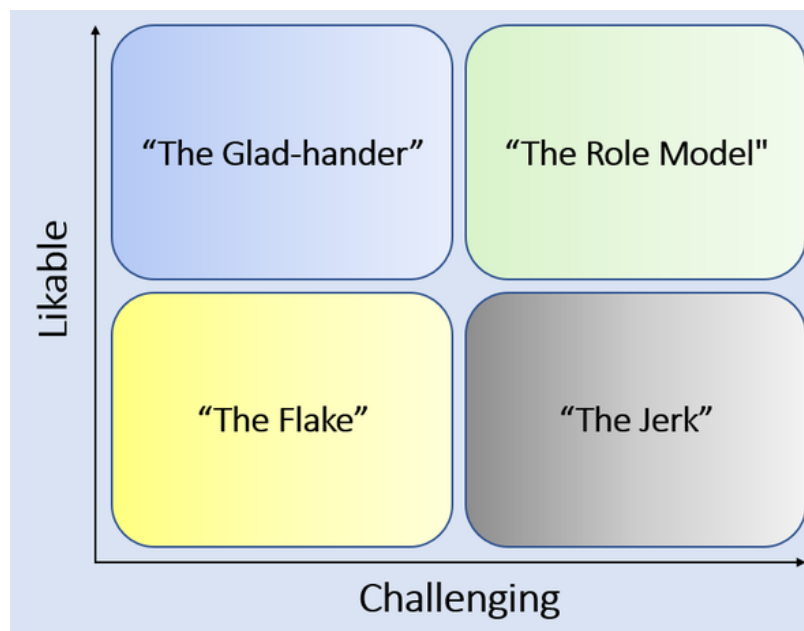 “The Glad-hander”
“The Role Model"
Likable
“The Flake”
“The Jerk”
Challenging